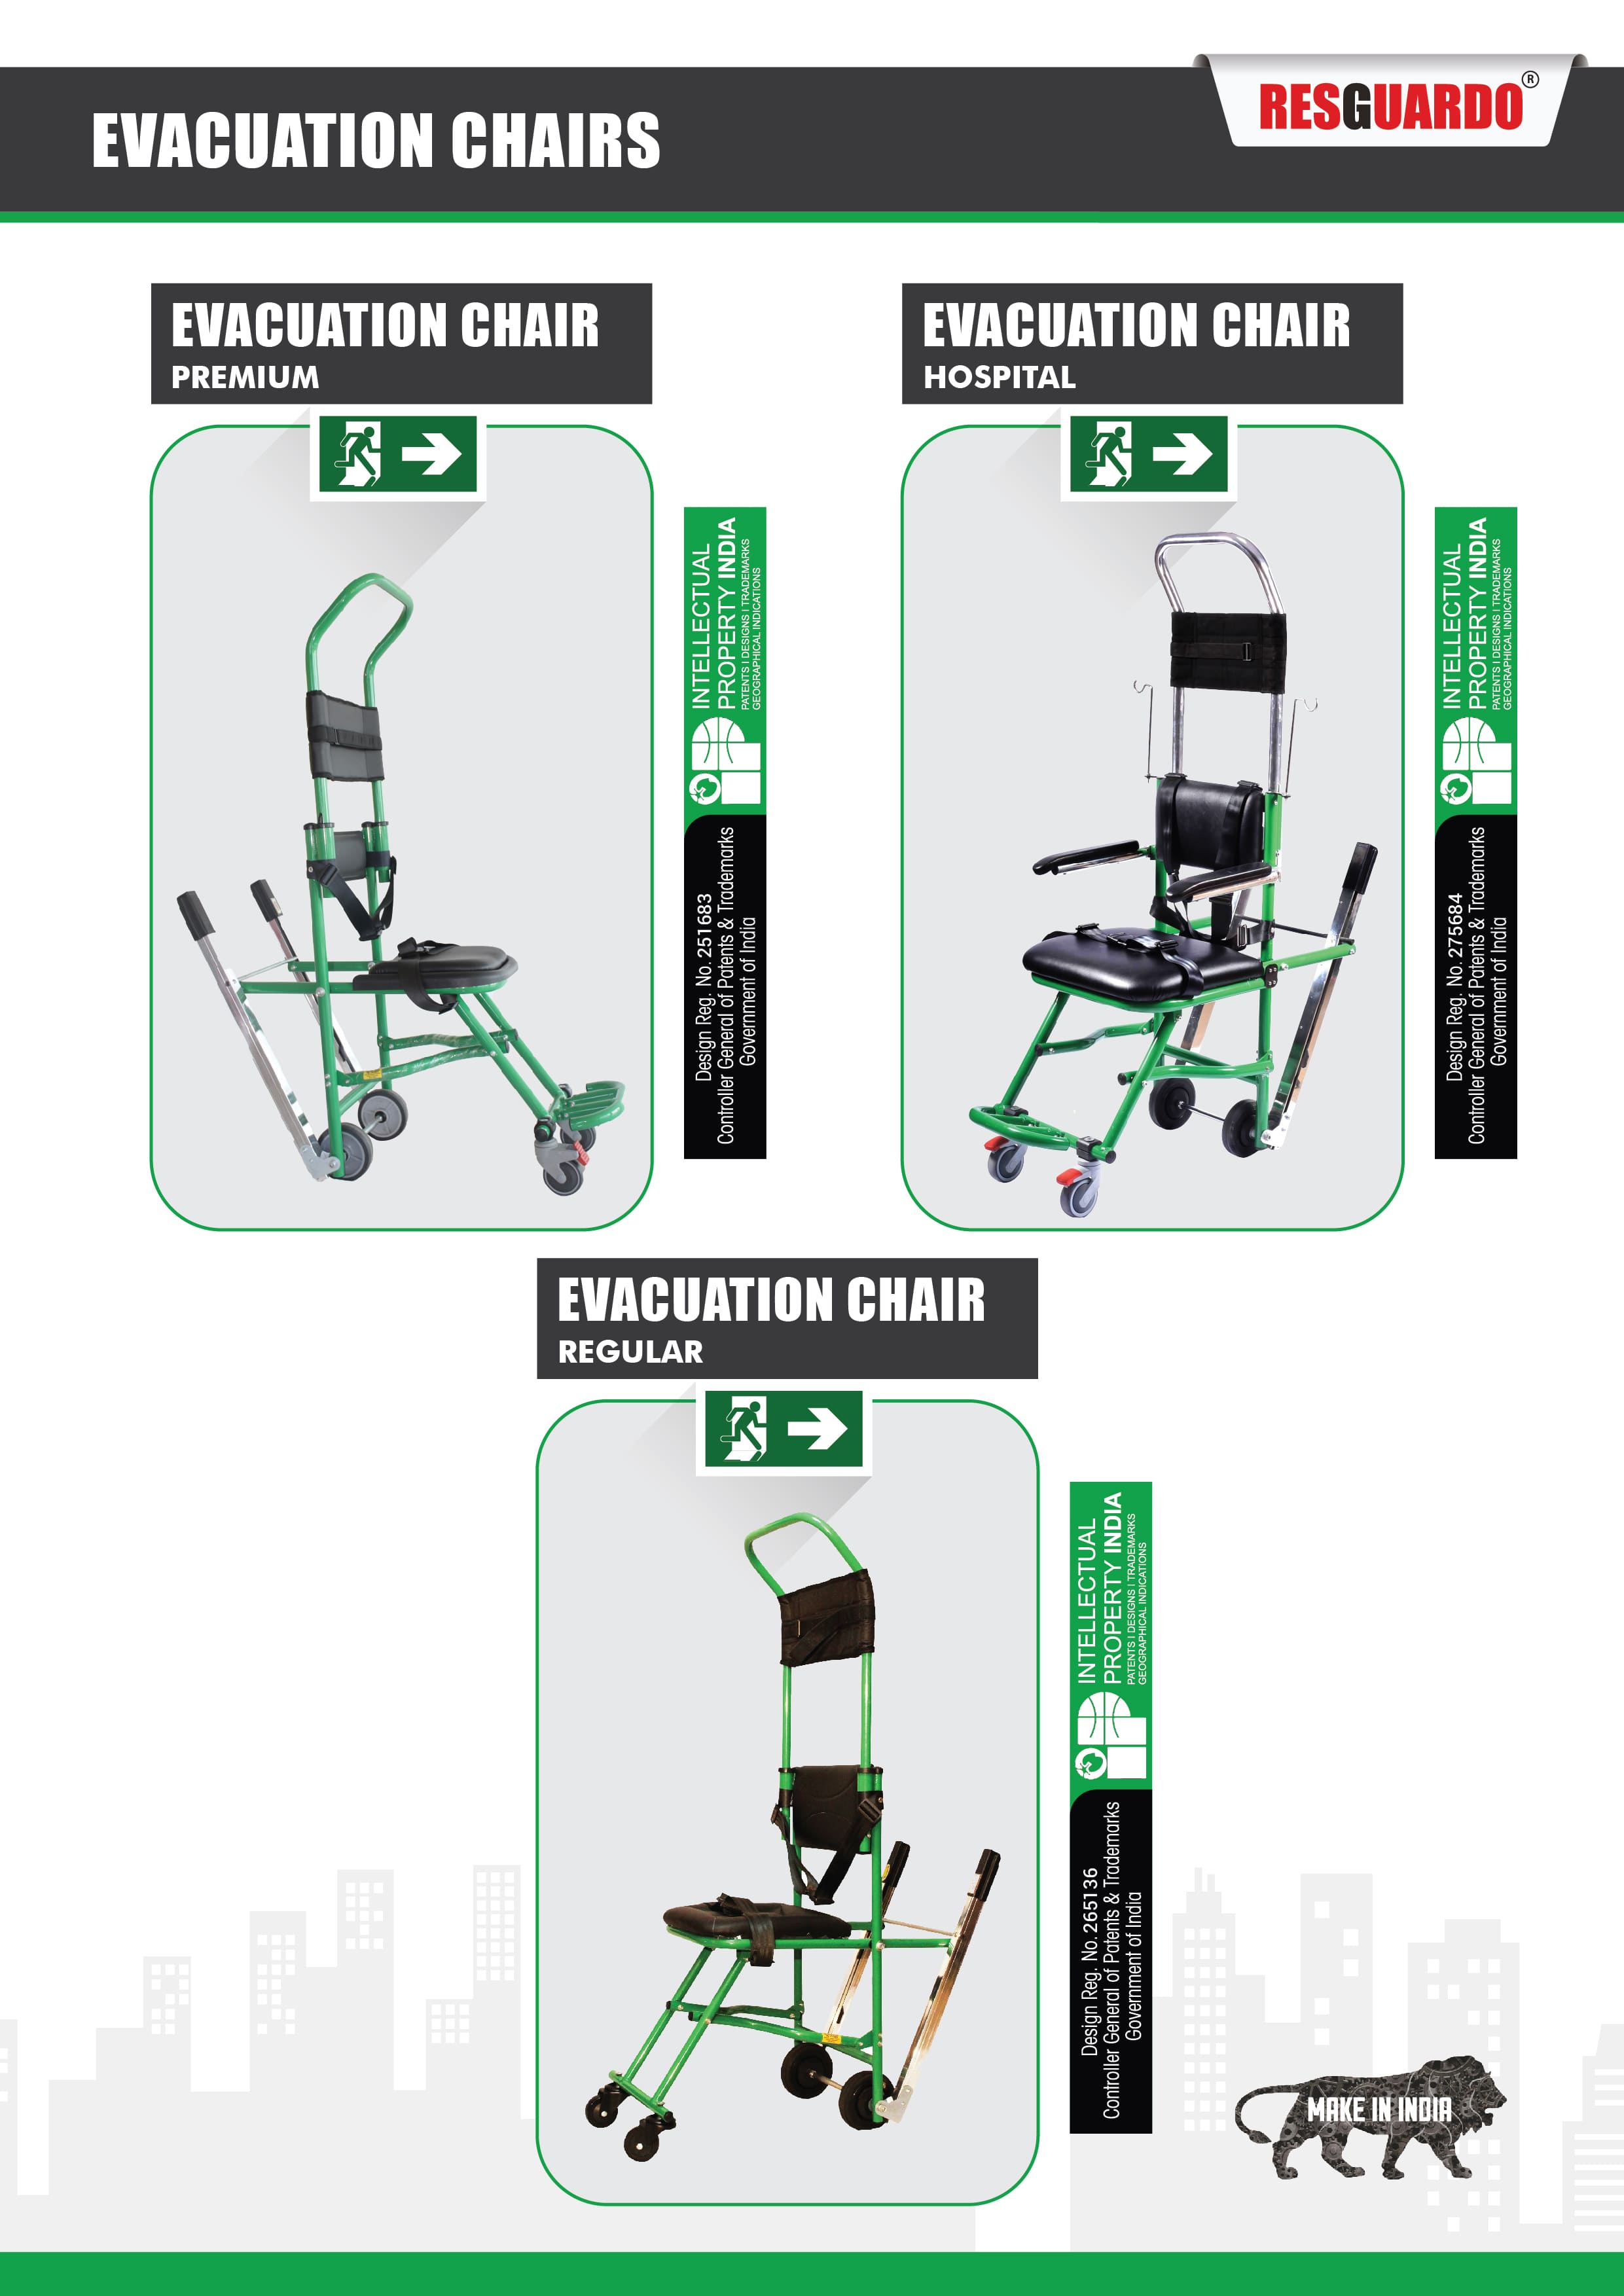 EVACUATION CHAIRS
RESGUARDO®
EVACUATION CHAIR
PREMIUM
INTELLECTUAL
PROPERTY INDIA
PATENTS | DESIGNS | TRADEMARKS
GEOGRAPHICAL INDICATIONS
Design Reg. No. 251683
Controller General of Patents & Trademarks
Government of India
EVACUATION CHAIR
HOSPITAL
INTELLECTUAL
PROPERTY INDIA
PATENTS | DESIGNS | TRADEMARKS
GEOGRAPHICAL INDICATIONS
Design Reg. No. 275684
Controller General of Patents & Trademarks
Government of India
EVACUATION CHAIR
REGULAR
INTELLECTUAL
PROPERTY INDIA
PATENTS | DESIGNS | TRADEMARKS
GEOGRAPHICAL INDICATIONS
Design Reg. No. 265136
Controller General of Patents & Trademarks
Government of India
MAKE IN INDIA